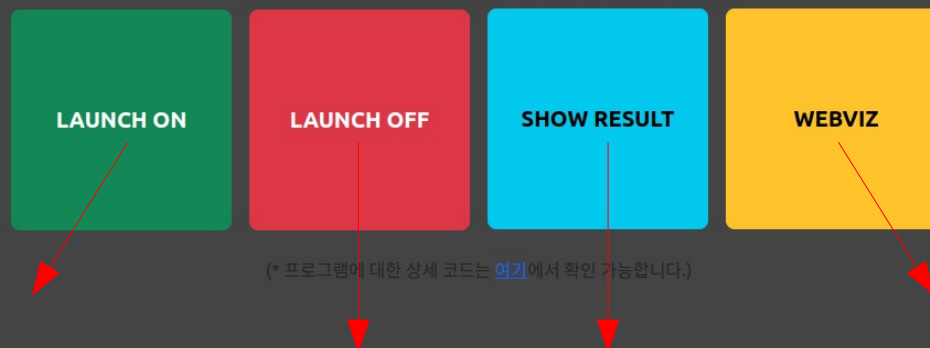 LAUNCH ON
LAUNCH OFF
SHOW RESULT
WEBVIZ
(* 프로그램에 대한 상세 코드는 여기에서 확인 가능합니다.)